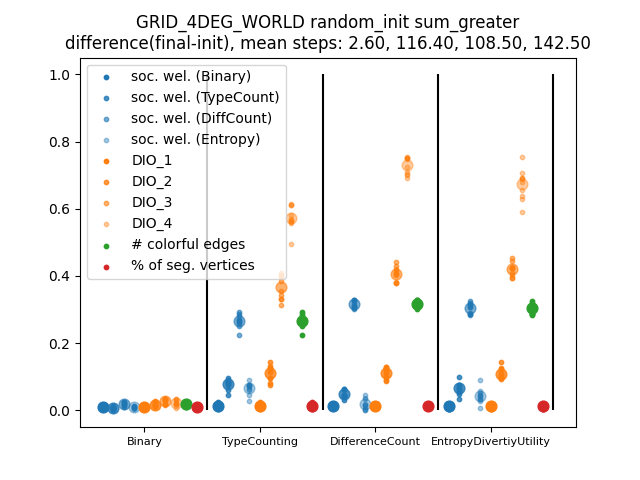 GRID_4DEG_WORLD random_init sum_greater
difference(final-init), mean steps: 2.60, 116.40, 108.50, 142.50
1.0
0.8
0.6
0.4
0.2
0.0
soc. wel. (Binary)
soc. wel. (TypeCount)
soc. wel. (DiffCount)
soc. wel. (Entropy)
DIO_1
DIO_2
DIO_3
DIO_4
# colorful edges
% of seg. vertices
Binary
TypeCounting
DifferenceCount
EntropyDivertiyUtility